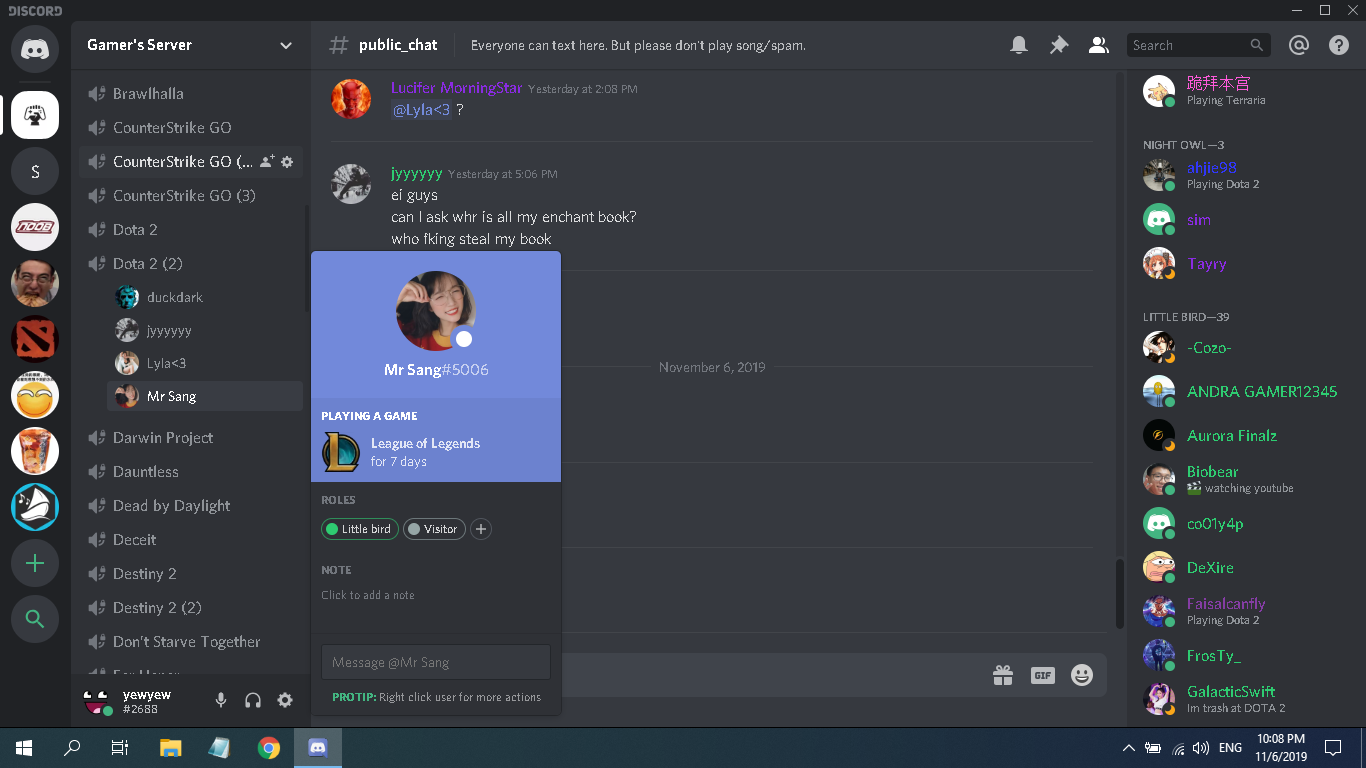 DISCORD
Gamer's Server
Brawlhalla
CounterStrike GO
CounterStrike GO (...
CounterStrike GO (3)
Dota 2
Dota 2 (2)
duckdark
jyyyyyy
Lyla<3
Mr Sang
Darwin Project
Dauntless
Dead by Daylight
Deceit
Destiny 2
Destiny 2 (2)
Don't Starve Together
S
NOOB
yewyew
#2688
# public_chat
Everyone can text here. But please don't play song/spam.
Search
Lucifer MorningStar Yesterday at 2:08 PM
@Lyla<3 ?
jyyyyyy Yesterday at 5:06 PM
ei guys
can I ask whr is all my enchant book?
who fking steal my book
November 6, 2019
Mr Sang#5006
PLAYING A GAME
League of Legends
for 7 days
ROLES
Little bird
Visitor
NOTE
Click to add a note
Message @Mr Sang
PROTIP: Right click user for more actions
GIF
跪拜本宫
Playing Terraria
NIGHT OWL—3
ahjie98
Playing Dota 2
sim
Tayry
LITTLE BIRD—39
-Cozo-
ANDRA GAMER12345
Aurora Finalz
Biobear
watching youtube
co01y4p
DeXire
Faisalcanfly
Playing Dota 2
FrosTy_
GalacticSwift
Im trash at DOTA 2
ENG
10:08 PM
11/6/2019